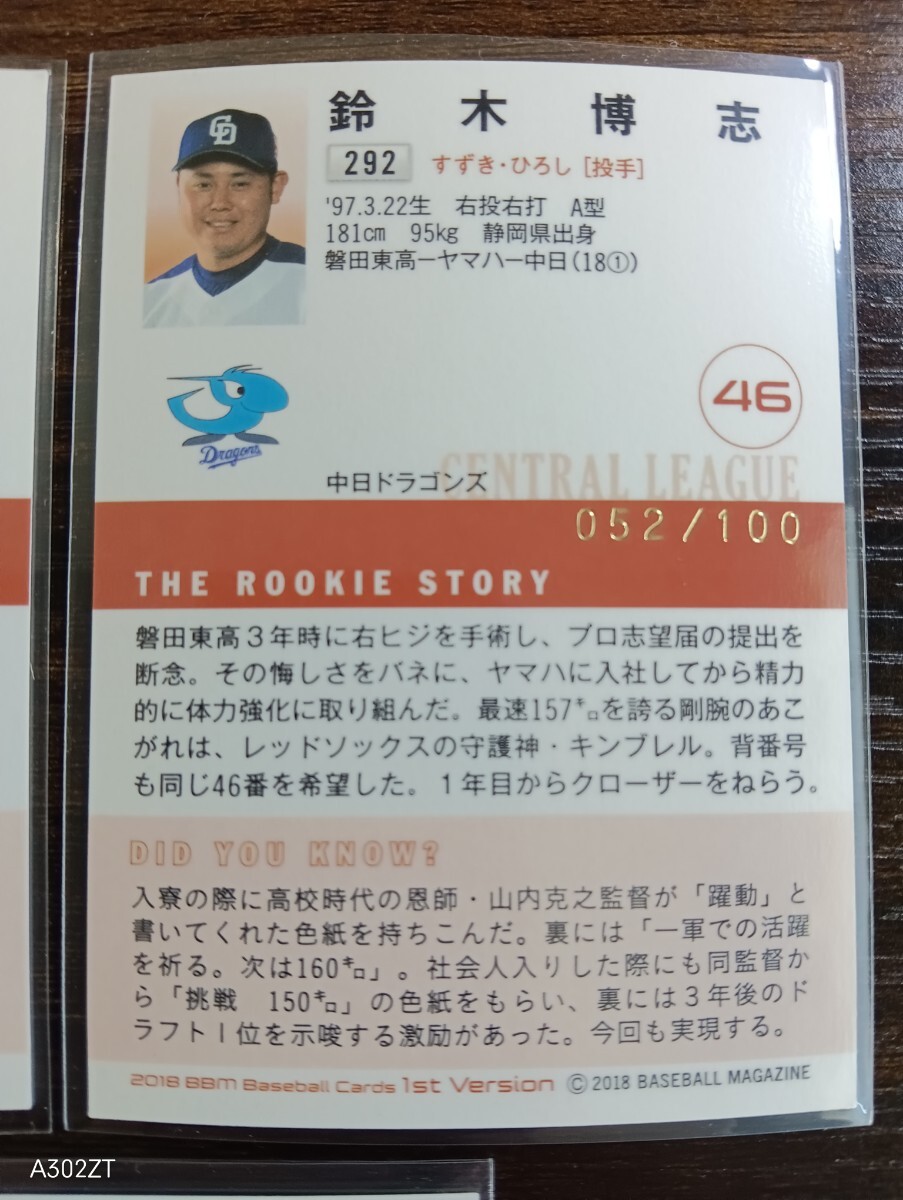 鈴木博志
292 すずき・ひろし [投手]
'97.3.22生 右投右打 A型
181cm 95kg 静岡県出身
磐田東高ーヤマハー中日(18①)
CD
46
Dragons
CENTRAL LEAGUE
中日ドラゴンズ
052/100
THE ROOKIE STORY
磐田東高3年時に右ヒジを手術し、プロ志望届の提出を
断念。その悔しさをバネに、ヤマハに入社してから精力
的に体力強化に取り組んだ。最速157㌔を誇る剛腕のあこ
がれは、レッドソックスの守護神・キンブレル。背番号
も同じ46番を希望した。1年目からクローザーをねらう。
DID YOU KNOW?
入寮の際に高校時代の恩師・山内克之監督が「躍動」と
書いてくれた色紙を持ちこんだ。裏には「一軍での活躍
を祈る。次は160㌔」。社会人入りした際にも同監督か
ら「挑戦 150㌔」の色紙をもらい、裏には3年後のド
ラフト1位を示唆する激励があった。今回も実現する。
2018 BBM Baseball Cards 1st Version © 2018 BASEBALL MAGAZINE
A302ZT